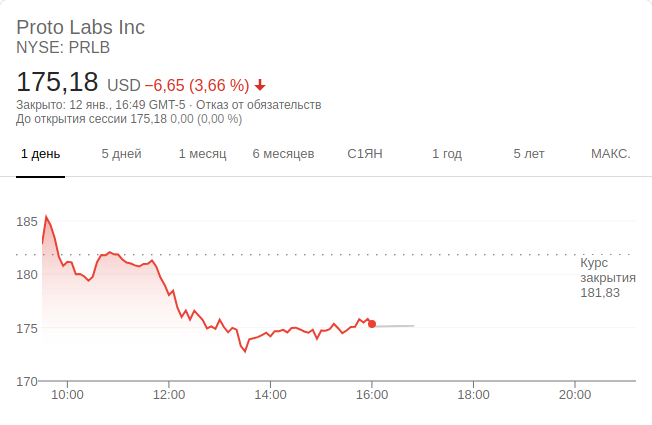 Proto Labs Inc
NYSE: PRLB
175,18 USD −6,65 (3,66 %)
Закрыто: 12 янв., 16:49 GMT-5 · Отказ от обязательств
До открытия сессии 175,18 0,00 (0,00 %)
1 день 5 дней 1 месяц 6 месяцев С1ЯН 1 год 5 лет МАКС.
185
Курс
закрытия
180
181,83
175
170
10:00 12:00 14:00 16:00 18:00 20:00